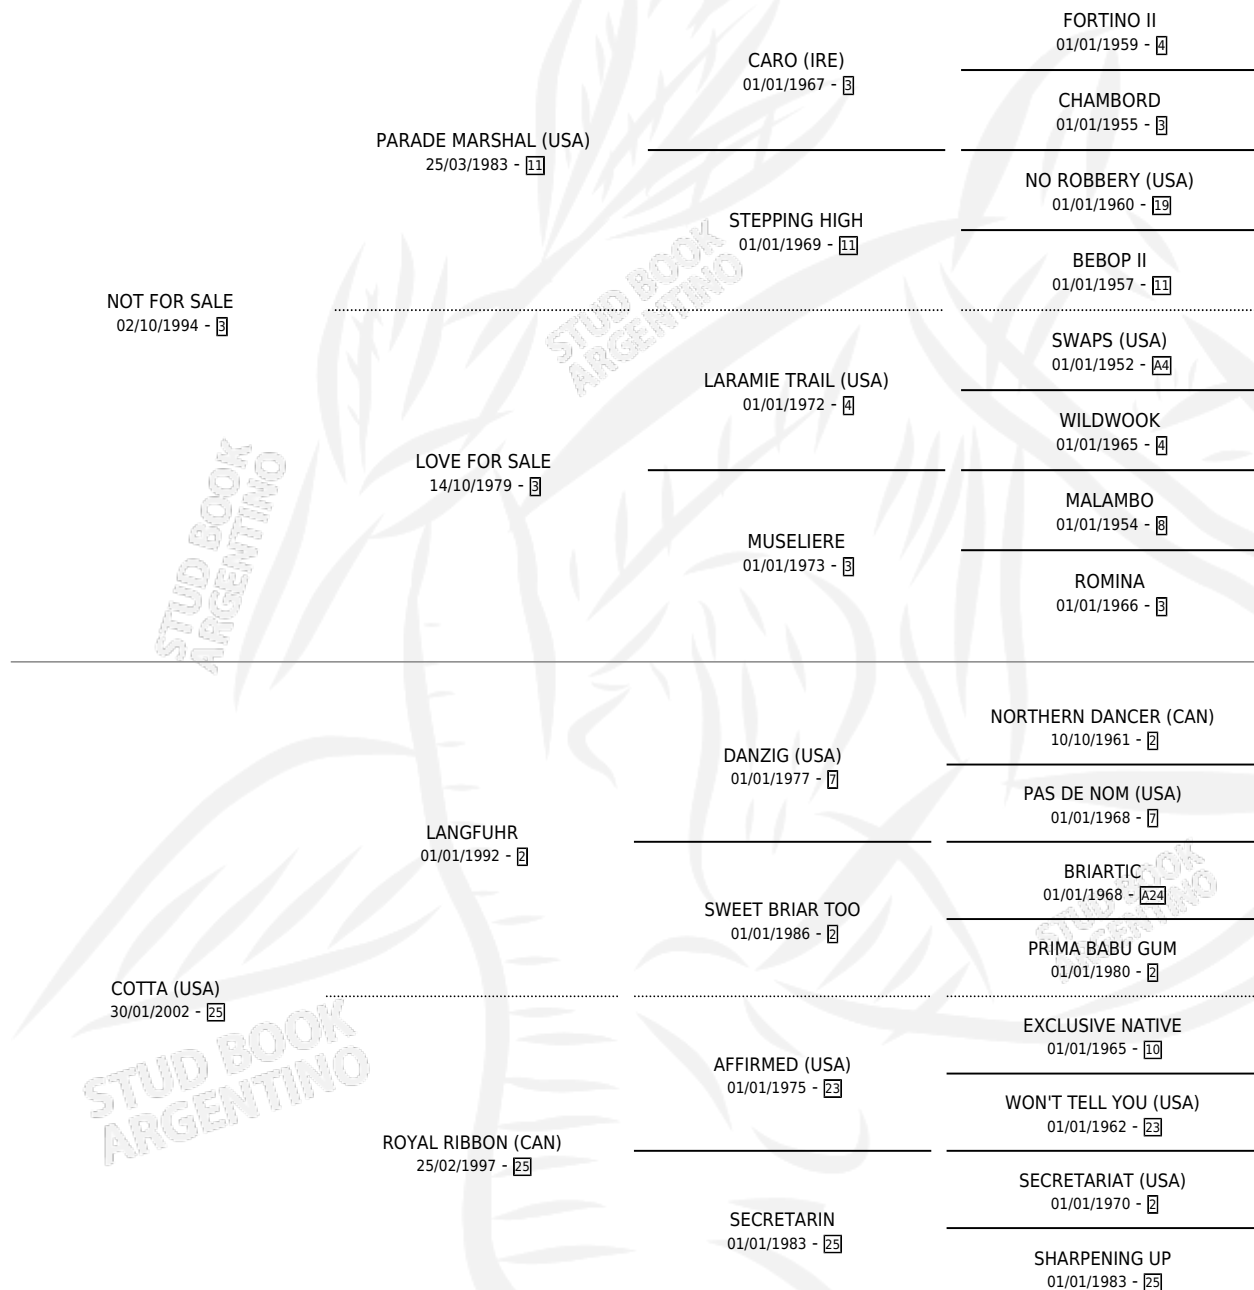 FORTINO II
01/01/1959 - 4
CARO (IRE)
01/01/1967 - 3
CHAMBORD
01/01/1955 - 3
PARADE MARSHAL (USA)
25/03/1983 - 11
NO ROBBERY (USA)
01/01/1960 - 19
STEPPING HIGH
01/01/1969 - 11
BEBOP II
01/01/1957 - 11
NOT FOR SALE
02/10/1994 - 3
SWAPS (USA)
01/01/1952 - A4
LARAMIE TRAIL (USA)
01/01/1972 - 4
WILDWOOK
01/01/1965 - 4
LOVE FOR SALE
14/10/1979 - 3
MALAMBO
01/01/1954 - 8
MUSELIERE
01/01/1973 - 3
ROMINA
01/01/1966 - 3
STUD BOOK
ARGENTINO
STUD BOOK
ARGENTINO
NORTHERN DANCER (CAN)
10/10/1961 - 2
DANZIG (USA)
01/01/1977 - 7
PAS DE NOM (USA)
01/01/1968 - 7
LANGFUHR
01/01/1992 - 2
BRIARTIC
01/01/1968 - A24
SWEET BRIAR TOO
01/01/1986 - 2
PRIMA BABU GUM
01/01/1980 - 2
COTTA (USA)
30/01/2002 - 25
EXCLUSIVE NATIVE
01/01/1965 - 10
AFFIRMED (USA)
01/01/1975 - 23
WON'T TELL YOU (USA)
01/01/1962 - 23
ROYAL RIBBON (CAN)
25/02/1997 - 25
SECRETARIAT (USA)
01/01/1970 - 2
SECRETARIN
01/01/1983 - 25
SHARPENING UP
01/01/1983 - 25
STUD BOOK
ARGENTINO
STUD BOOK
ARGENTINO